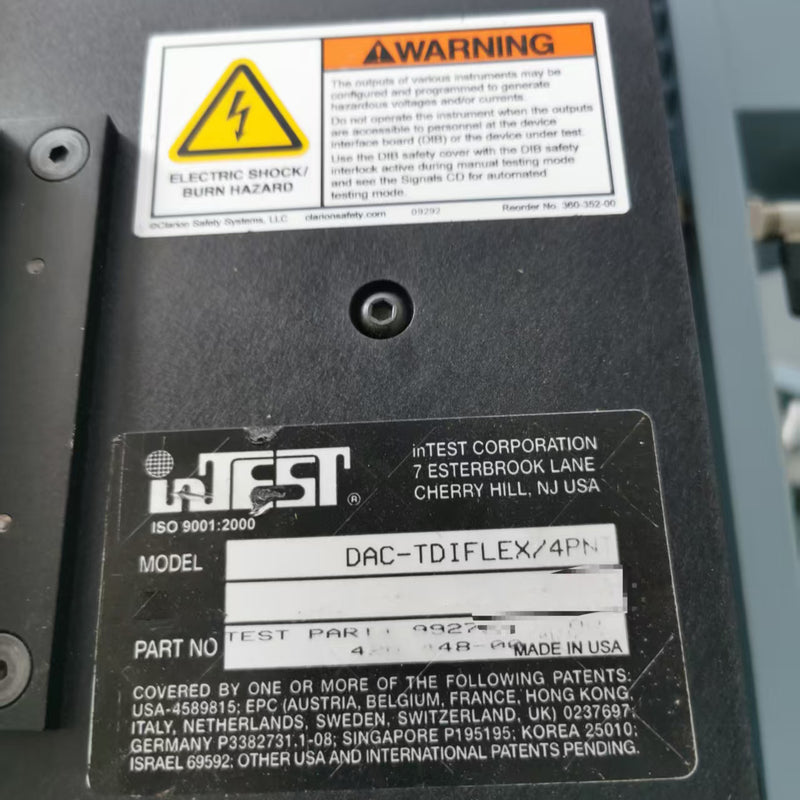 WARNING
The outputs of various instruments may be
configured and programmed to generate
hazardous voltages and/or currents.
Do not operate the instrument when the outputs
are accessible to personnel at the device
interface board (DIB) or the device under test.
Use the DIB safety cover with the DIB safety
interlock active during manual testing mode
and see the Signals CD for automated
testing mode.
ELECTRIC SHOCK/
BURN HAZARD
©Clarion Safety Systems, LLC clarionsafety.com 09292 Reorder No. 360-352-00
inTEST ®
ISO 9001:2000
inTEST CORPORATION
7 ESTERBROOK LANE
CHERRY HILL, NJ USA
MODEL DAC-TDIFLEX/4PNT
PART NO TEST PART
MADE IN USA
COVERED BY ONE OR MORE OF THE FOLLOWING PATENTS:
USA-4589815; EPC (AUSTRIA, BELGIUM, FRANCE, HONG KONG,
ITALY, NETHERLANDS, SWEDEN, SWITZERLAND, UK) 0237697;
GERMANY P3382731.1-08; SINGAPORE P195195; KOREA 25010;
ISRAEL 69592; OTHER USA AND INTERNATIONAL PATENTS PENDING.